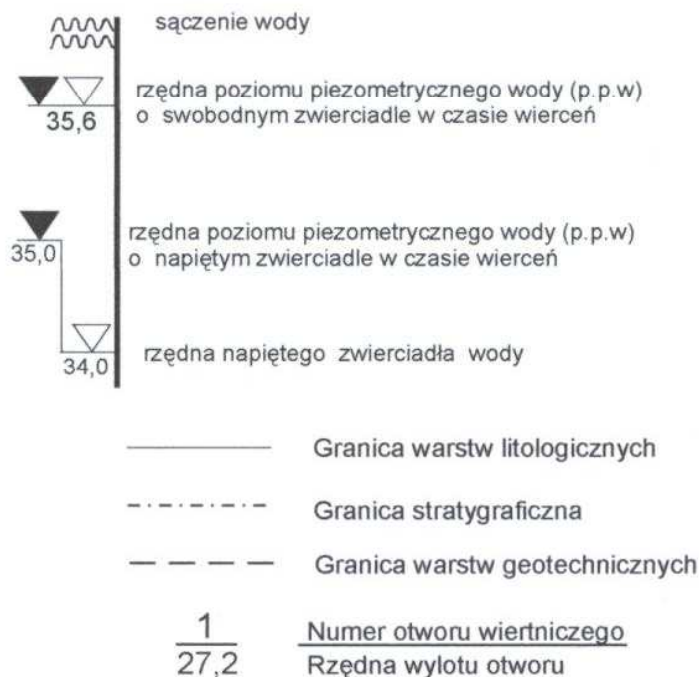 sączenie wody
rzędna poziomu piezometrycznego wody (p.p.w)
35,6 o swobodnym zwierciadle w czasie wierceń
rzędna poziomu piezometrycznego wody (p.p.w)
35,0 o napiętym zwierciadle w czasie wierceń
34,0 rzędna napiętego zwierciadła wody
Granica warstw litologicznych
Granica stratygraficzna
Granica warstw geotechnicznych
1 Numer otworu wiertniczego
27,2 Rzędna wylotu otworu